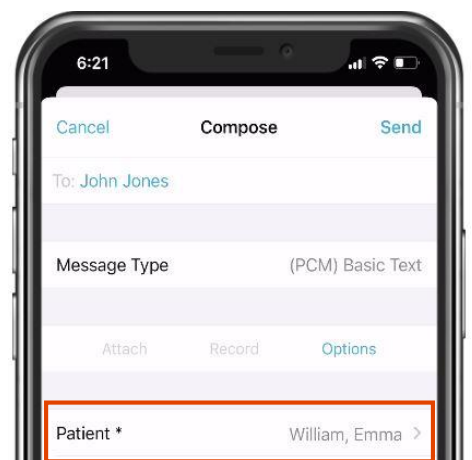 6:21
Cancel Compose Send
To: John Jones
Message Type (PCM) Basic Text
Attach Record Options
Patient * William, Emma >